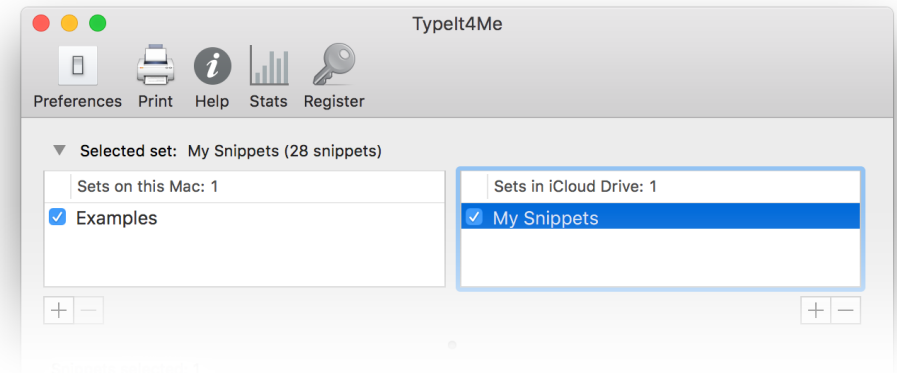 TypeIt4Me
Preferences Print Help Stats Register
Selected set: My Snippets (28 snippets)
Sets on this Mac: 1
Examples
Sets in iCloud Drive: 1
My Snippets